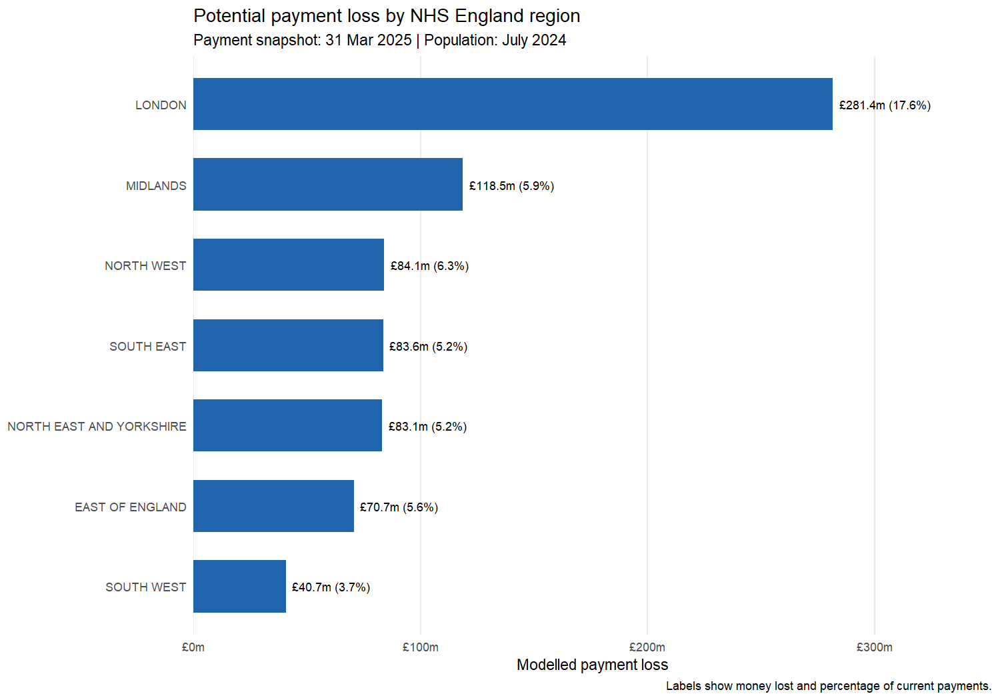 Potential payment loss by NHS England region
Payment snapshot: 31 Mar 2025 | Population: July 2024
LONDON
£281.4m (17.6%)
MIDLANDS
£118.5m (5.9%)
NORTH WEST
£84.1m (6.3%)
SOUTH EAST
£83.6m (5.2%)
NORTH EAST AND YORKSHIRE
£83.1m (5.2%)
EAST OF ENGLAND
£70.7m (5.6%)
SOUTH WEST
£40.7m (3.7%)
£0m £100m £200m £300m
Modelled payment loss
Labels show money lost and percentage of current payments.